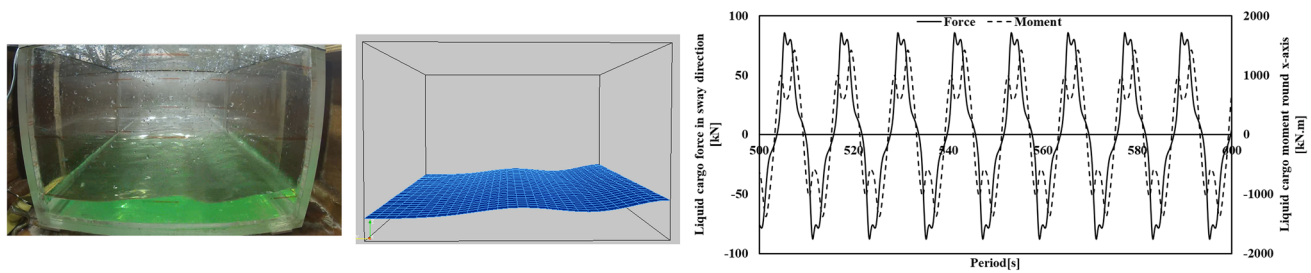 Force Moment
Liquid cargo force in sway direction
[kN]
100
50
0
-50
-100
500 520 540 560 580 600
Period[s]
2000
1000
0
-1000
-2000
Liquid cargo moment round x-axis
[kN.m]